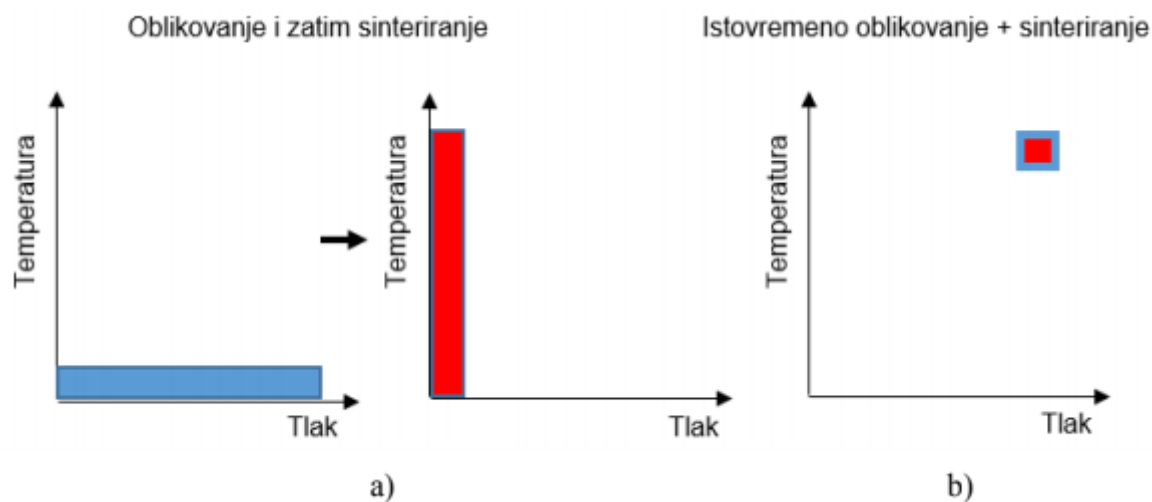 Oblikovanje i zatim sinteriranje
Istovremeno oblikovanje + sinteriranje
Temperatura
Tlak
Temperatura
Tlak
Temperatura
Tlak
a)
b)